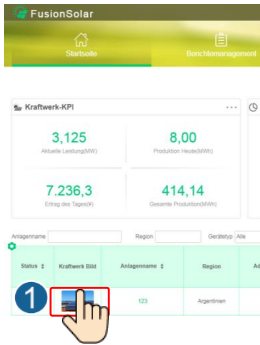 FusionSolar
Startseite
Berichtsmanagement
Kraftwerk-KPI
...
3,125
Aktuelle Leistung(MW)
8,00
Produktion Heute(MWh)
7.236,3
Ertrag des Tages(€)
414,14
Gesamte Produktion(MWh)
Anlagenname
Region
Gerätetyp Alle
Status
Kraftwerk Bild
Anlagenname
Region
Ad
1
123
Argentinien